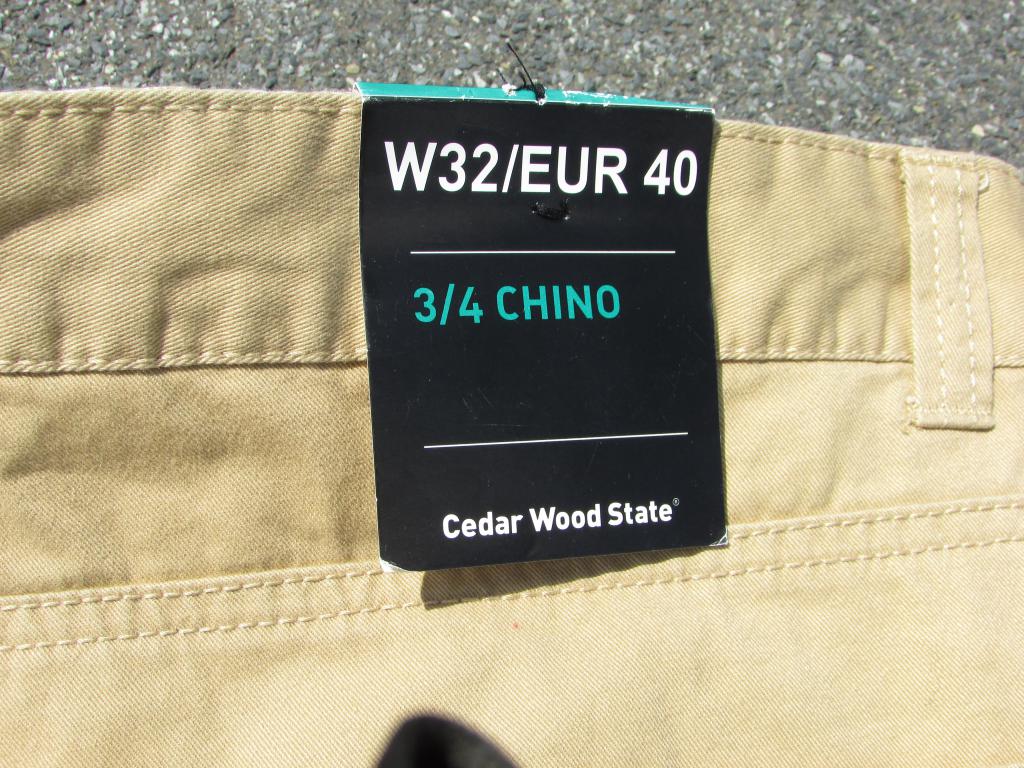 W32/EUR 40
3/4 CHINO
Cedar Wood State®